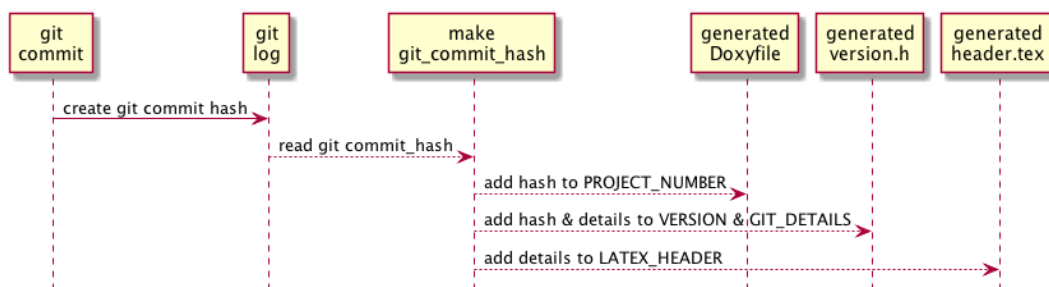 git
commit
git
log
make
git_commit_hash
generated
Doxyfile
generated
version.h
generated
header.tex
create git commit hash
read git commit_hash
add hash to PROJECT_NUMBER
add hash & details to VERSION & GIT_DETAILS
add details to LATEX_HEADER